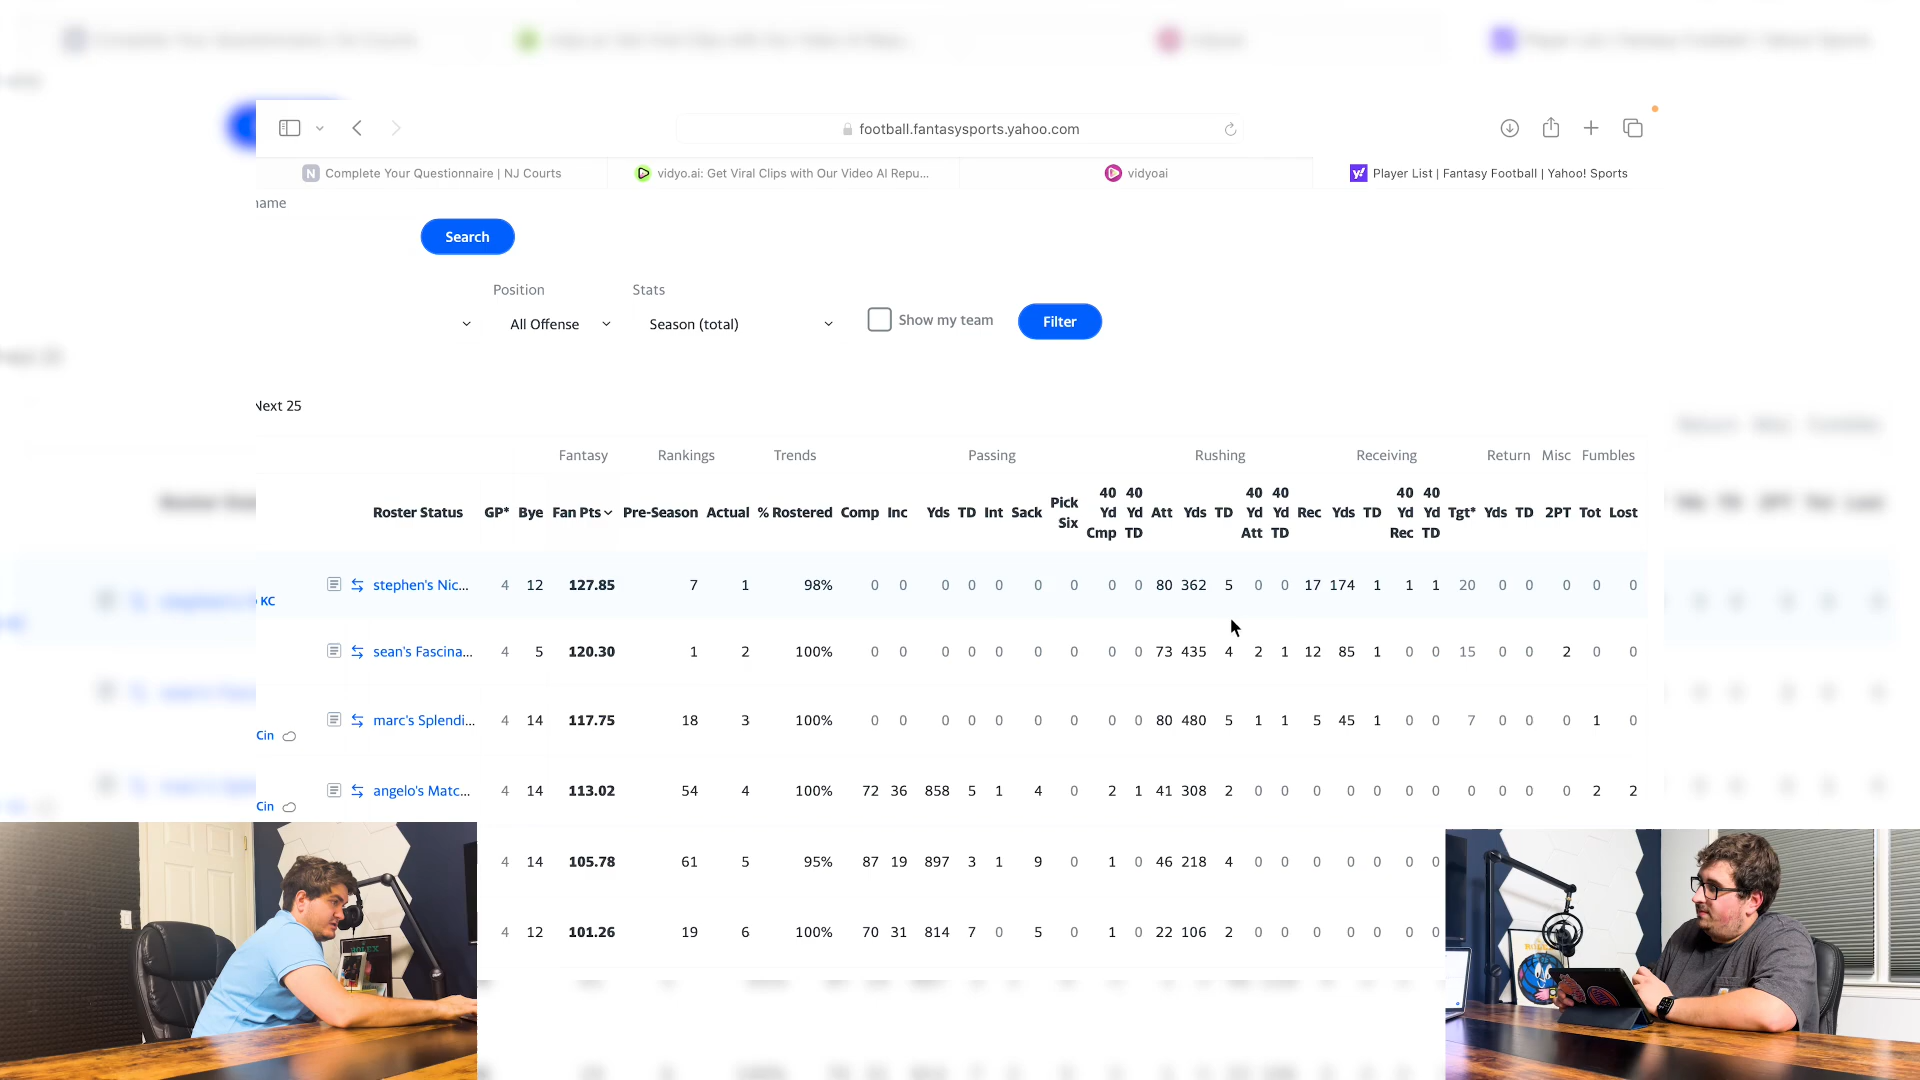 football.fantasysports.yahoo.com
N Complete Your Questionnaire | NJ Courts
vidyo.ai: Get Viral Clips with Our Video AI Repu...
vidyoai
y! Player List | Fantasy Football | Yahoo! Sports
name
Search
Position Stats
All Offense Season (total) Show my team Filter
Next 25
Fantasy Rankings Trends Passing Rushing Receiving Return Misc Fumbles
Roster Status GP* Bye Fan Pts Pre-Season Actual % Rostered Comp Inc Yds TD Int Sack Pick Six 40 Yd Cmp 40 Yd TD Att Yds TD 40 Yd Att 40 Yd TD Rec Yds TD 40 Yd Rec 40 Yd TD Tgt* Yds TD 2PT Tot Lost
KC stephen's Nic... 4 12 127.85 7 1 98% 0 0 0 0 0 0 0 0 0 80 362 5 0 0 17 174 1 1 1 20 0 0 0 0 0
sean's Fascina... 4 5 120.30 1 2 100% 0 0 0 0 0 0 0 0 0 73 435 4 2 1 12 85 1 0 0 15 0 0 2 0 0
Cin marc's Splendi... 4 14 117.75 18 3 100% 0 0 0 0 0 0 0 0 0 80 480 5 1 1 5 45 1 0 0 7 0 0 0 1 0
Cin angelo's Matc... 4 14 113.02 54 4 100% 72 36 858 5 1 4 0 2 1 41 308 2 0 0 0 0 0 0 0 0 0 0 0 2 2
4 14 105.78 61 5 95% 87 19 897 3 1 9 0 1 0 46 218 4 0 0 0 0 0 0 0
4 12 101.26 19 6 100% 70 31 814 7 0 5 0 1 0 22 106 2 0 0 0 0 0 0 0
ROLEX